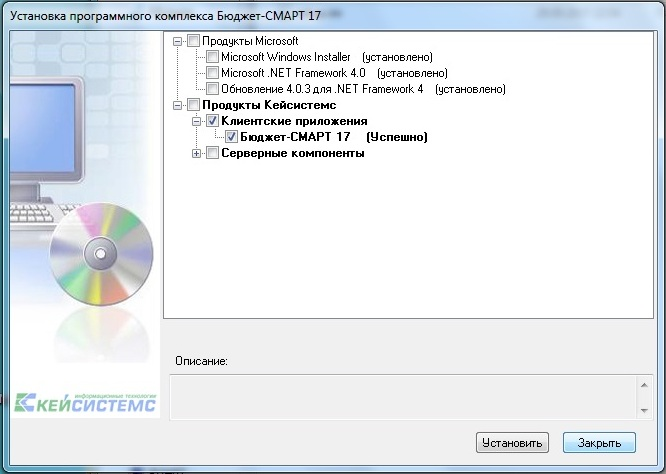 Установка программного комплекса Бюджет-СМАРТ 17
Продукты Microsoft
Microsoft Windows Installer (установлено)
Microsoft .NET Framework 4.0 (установлено)
Обновление 4.0.3 для .NET Framework 4 (установлено)
Продукты Кейсистемс
Клиентские приложения
Бюджет-СМАРТ 17 (Успешно)
Серверные компоненты
Описание:
информационные технологии
КЕЙСИСТЕМС
Установить Закрыть